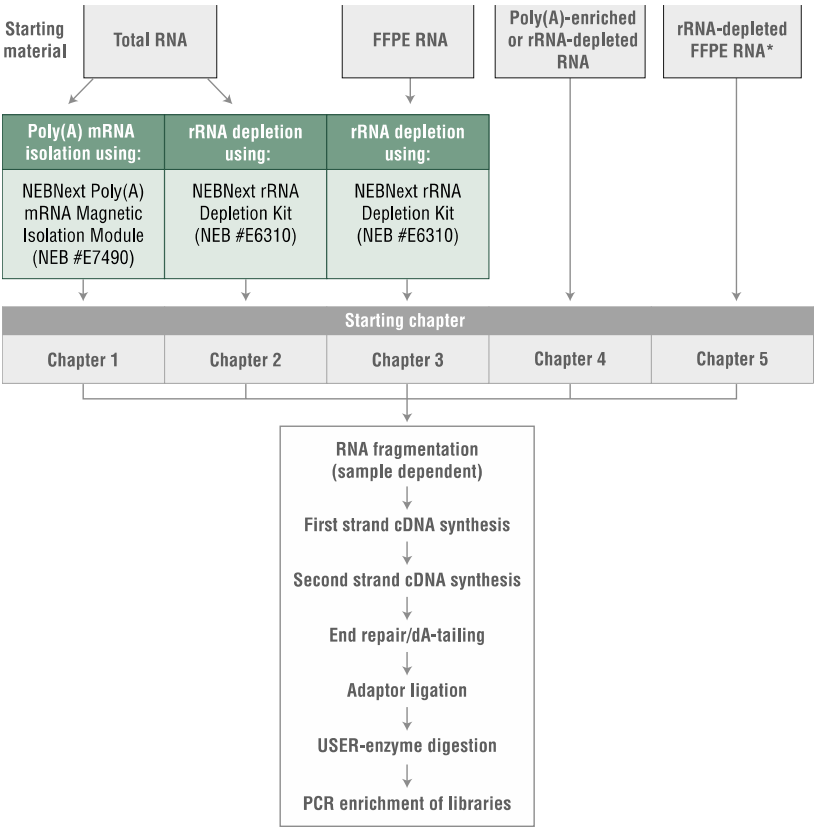 Starting
material
Total RNA
FFPE RNA
Poly(A)-enriched
or rRNA-depleted
RNA
rRNA-depleted
FFPE RNA*
Poly(A) mRNA
isolation using:
rRNA depletion
using:
rRNA depletion
using:
NEBNext Poly(A)
mRNA Magnetic
Isolation Module
(NEB #E7490)
NEBNext rRNA
Depletion Kit
(NEB #E6310)
NEBNext rRNA
Depletion Kit
(NEB #E6310)
Starting chapter
Chapter 1
Chapter 2
Chapter 3
Chapter 4
Chapter 5
RNA fragmentation
(sample dependent)
First strand cDNA synthesis
Second strand cDNA synthesis
End repair/dA-tailing
Adaptor ligation
USER-enzyme digestion
PCR enrichment of libraries